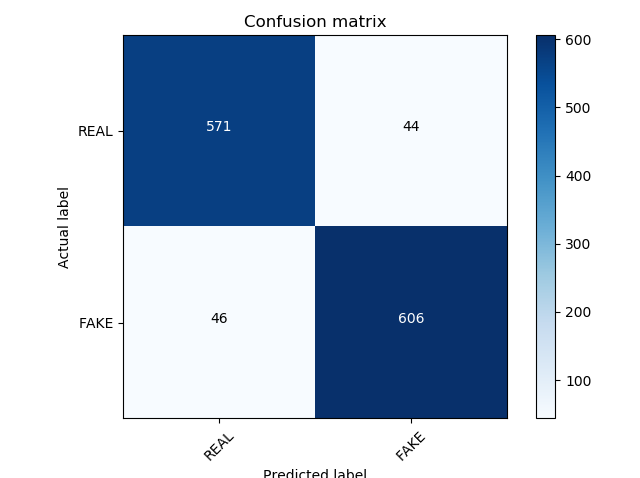 Confusion matrix
Actual label
REAL
571
44
FAKE
46
606
REAL
FAKE
Predicted label
600
500
400
300
200
100